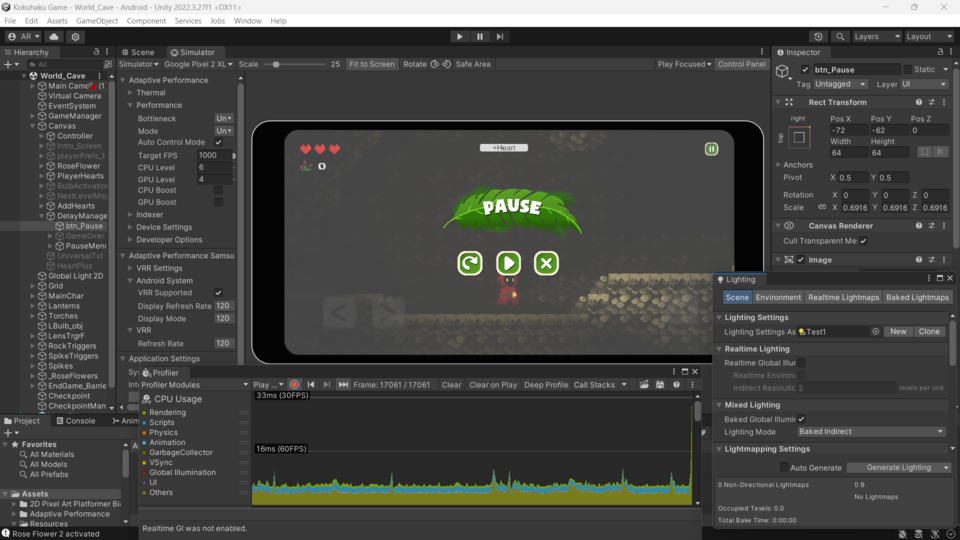 Kokuhaku Game - World_Cave - Android - Unity 2022.3.27f1 <DX11>
File Edit Assets GameObject Component Services Jobs Window Help
AR
Layers Layout
Hierarchy
All
World_Cave
Virtual Camera
EventSystem
GameManager
Canvas
Controller
Intro_Screen
playerPrefs_1
RoseFlower
PlayerHearts
BulbActivation
NextLevelMsg
AddHearts
DelayManage
btn_Pause
GameOver
PauseMenu
UniversalTxt
HeartPlus
Global Light 2D
Grid
MainChar
Lanterns
Torches
LBulb_obj
LensTrgrF
RockTriggers
SpikeTriggers
Spikes
_RoseFlowers
EndGame_Barrie
Checkpoint
CheckpointMan
Scene Simulator
Simulator Google Pixel 2 XL Scale 25 Fit to Screen Rotate Safe Area Play Focused Control Panel
Adaptive Performance
Thermal
Performance
Bottleneck Un
Mode Un
Auto Control Mode
Target FPS 1000
CPU Level 6
GPU Level 4
CPU Boost
GPU Boost
Indexer
Device Settings
Developer Options
Adaptive Performance Samsu
VRR Settings
Android System
VRR Supported
Display Refresh Rate 120
Display Mode 120
VRR
Refresh Rate 120
Application Settings
+Heart
0
PAUSE
Inspector
btn_Pause Static
Tag Untagged Layer UI
Rect Transform
right Pos X Pos Y Pos Z
top -72 -62 0
Width Height
64 64 R
Anchors
Pivot X 0.5 Y 0.5
Rotation X 0 Y 0 Z 0
Scale X 0.6916 Y 0.6916 Z 0.6916
Canvas Renderer
Cull Transparent Me
Image
Lighting
Scene Environment Realtime Lightmaps Baked Lightmaps
Lighting Settings
Lighting Settings As Test1 New Clone
Realtime Lighting
Realtime Global Illum
Realtime Environ
Indirect Resolutic 2 texels per unit
Mixed Lighting
Baked Global Illumin
Lighting Mode Baked Indirect
Lightmapping Settings
Auto Generate Generate Lighting
0 Non-Directional Lightmaps 0 B
No Lightmaps
Occupied Texels: 0.0
Total Bake Time: 0:00:00
Profiler
Profiler Modules Play ... Frame: 17061 / 17061 Clear Clear on Play Deep Profile Call Stacks
CPU Usage
Rendering
Scripts
Physics
Animation
GarbageCollector
VSync
Global Illumination
UI
Others
33ms (30FPS)
16ms (60FPS)
Realtime GI was not enabled.
Project Console Anim
Favorites
All Materials
All Models
All Prefabs
Assets
2D Pixel Art Platformer Bi
Adaptive Performance
Resources
Rose Flower 2 activated